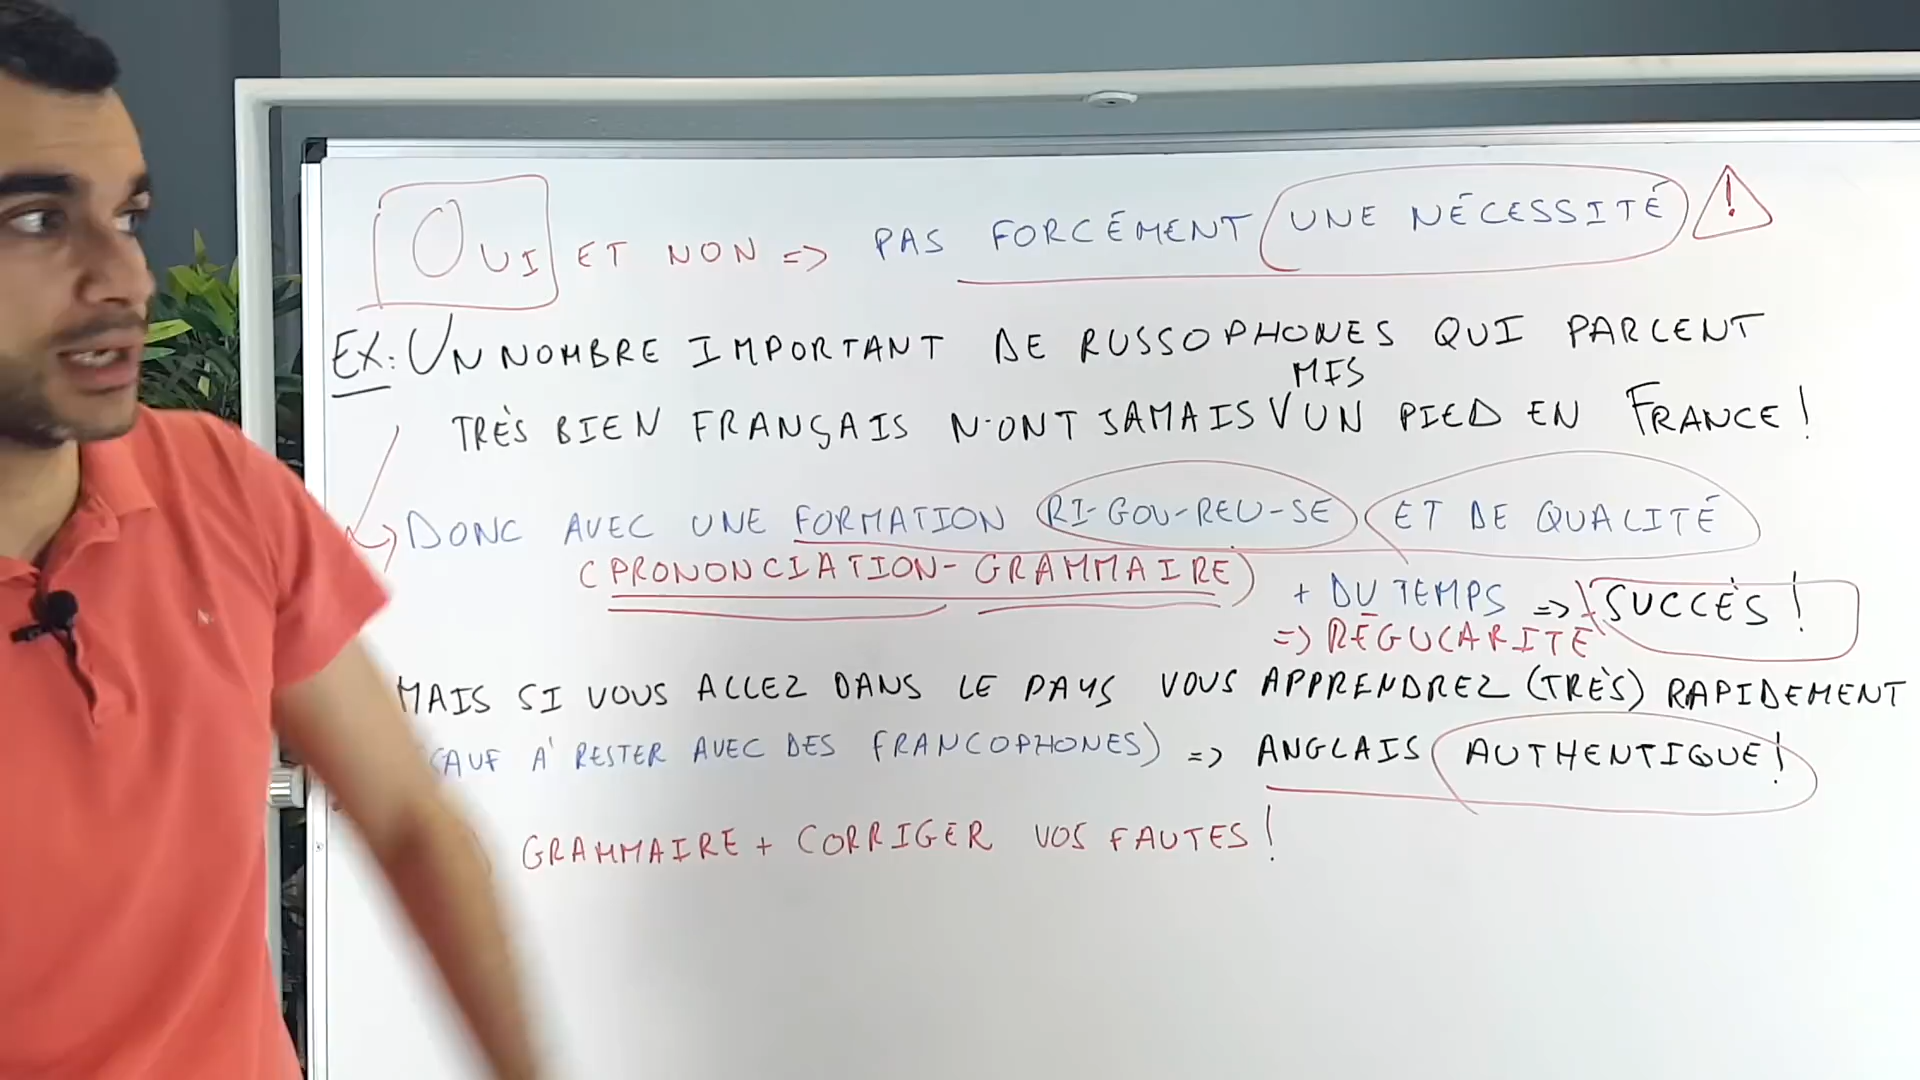 OUI ET NON => PAS FORCÉMENT UNE NÉCESSITÉ !
EX: UN NOMBRE IMPORTANT DE RUSSOPHONES QUI PARLENT
MIS
TRÈS BIEN FRANÇAIS N'ONT JAMAIS V UN PIED EN FRANCE !
DONC AVEC UNE FORMATION RI-GOU-REU-SE ET DE QUALITÉ
(PRONONCIATION - GRAMMAIRE)
+ DU TEMPS => SUCCÈS !
=> RÉGULARITÉ
MAIS SI VOUS ALLEZ DANS LE PAYS VOUS APPRENDREZ (TRÈS) RAPIDEMENT
AUF À RESTER AVEC DES FRANCOPHONES) => ANGLAIS AUTHENTIQUE !
GRAMMAIRE + CORRIGER VOS FAUTES !